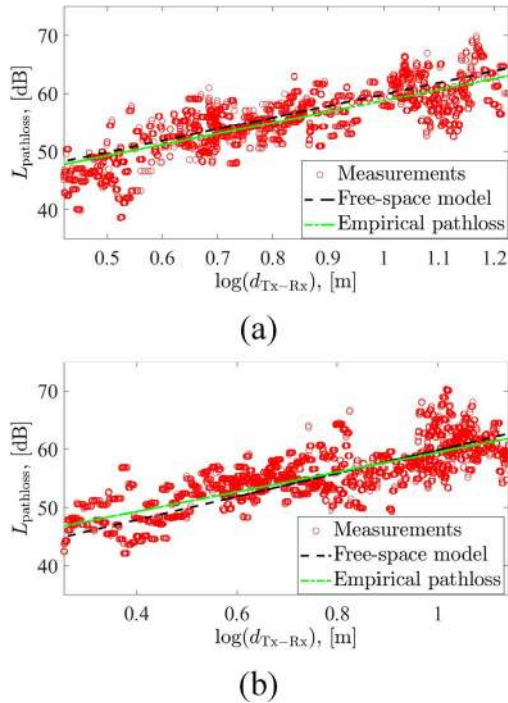 70
60
50
40
L_pathloss, [dB]
Measurements
Free-space model
Empirical pathloss
0.5 0.6 0.7 0.8 0.9 1 1.1 1.2
log(d_Tx−Rx), [m]
(a)
70
60
50
40
L_pathloss, [dB]
Measurements
Free-space model
Empirical pathloss
0.4 0.6 0.8 1
log(d_Tx−Rx), [m]
(b)